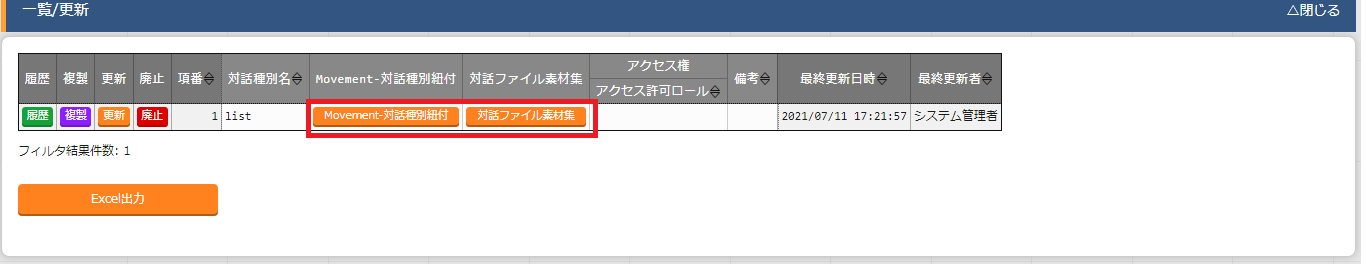 一覧/更新 △閉じる
履歴 複製 更新 廃止 項番 対話種別名 Movement-対話種別紐付 対話ファイル素材集 アクセス権 備考 最終更新日時 最終更新者
アクセス許可ロール
履歴 複製 更新 廃止 1 list Movement-対話種別紐付 対話ファイル素材集 2021/07/11 17:21:57 システム管理者
フィルタ結果件数: 1
Excel出力